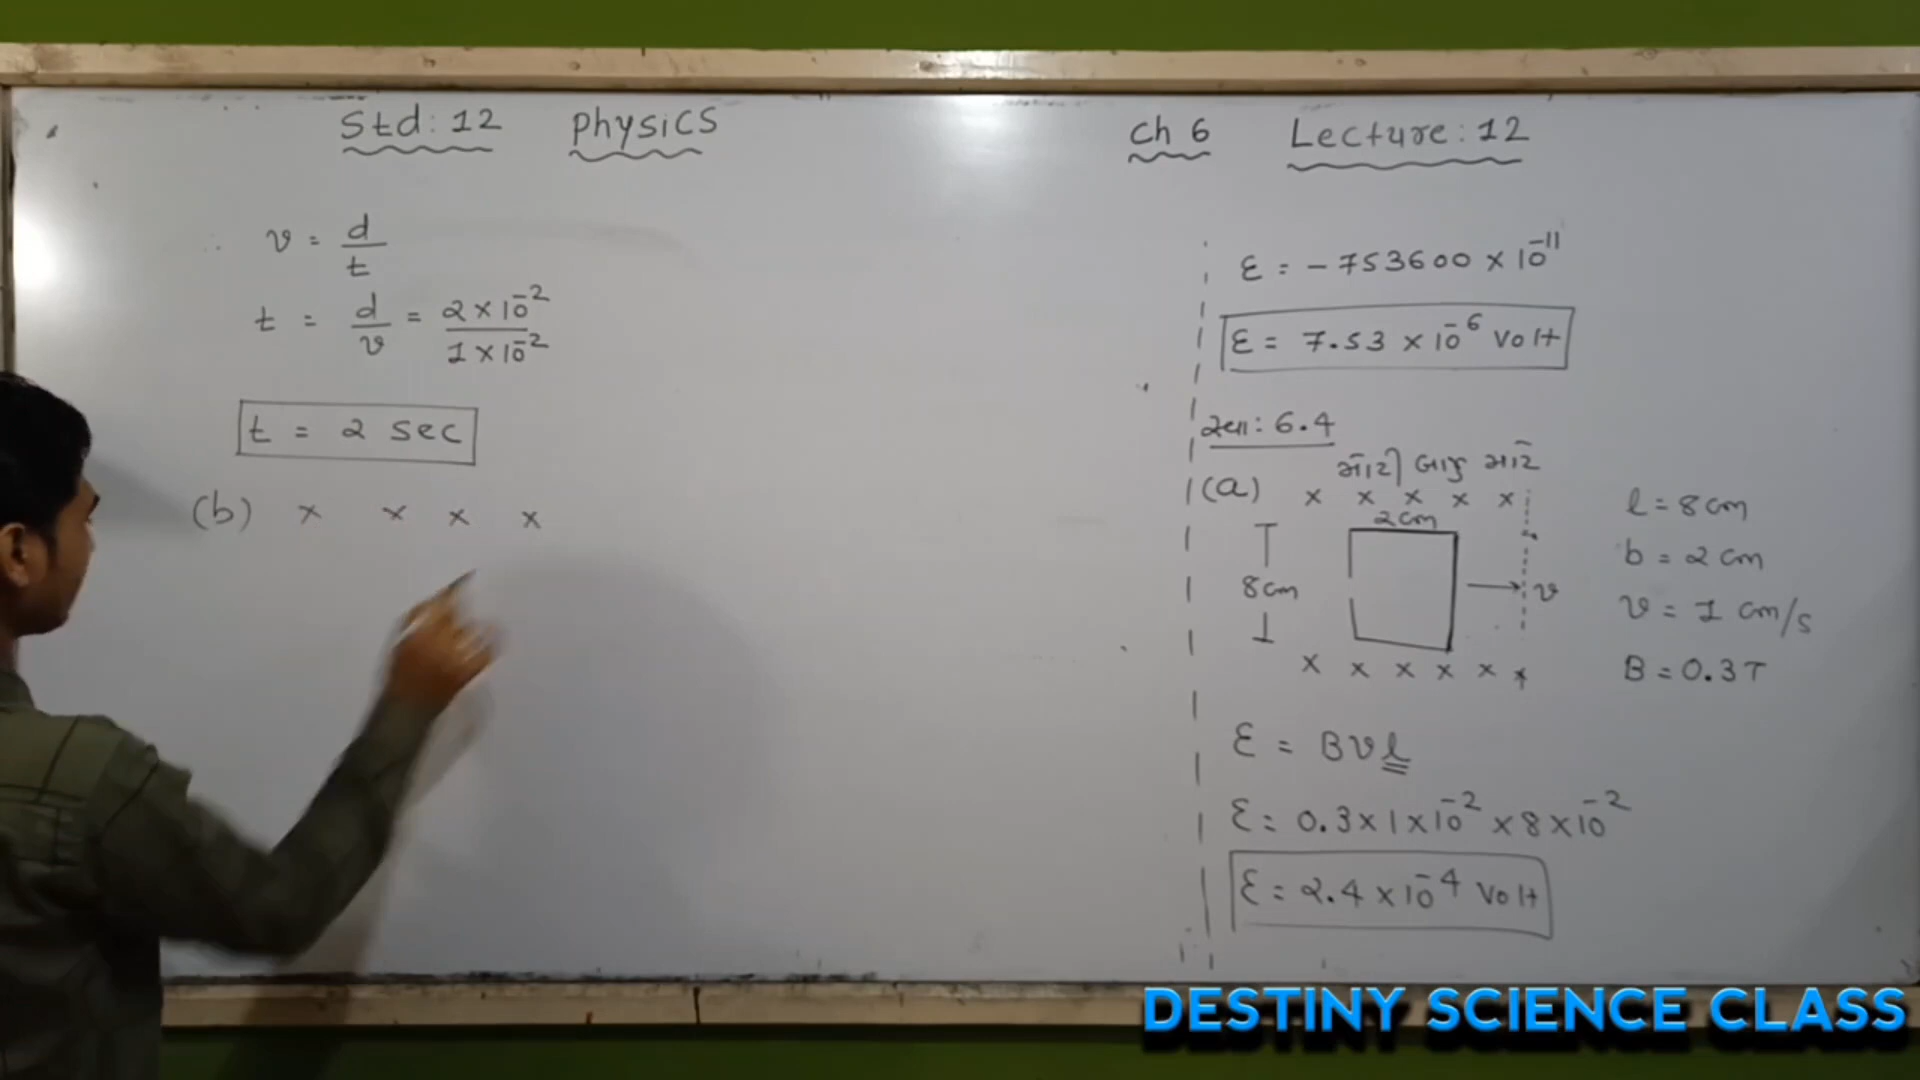 Std: 12 Physics
Ch 6 Lecture: 12
v = d/t
t = d/v = 2 × 10⁻² / 1 × 10⁻²
t = 2 sec
(b) × × × ×
ε = - 753600 × 10⁻¹¹
ε = 7.53 × 10⁻⁶ Volt
6.4
મોટી બાજુ માટે
(a) × × × × ×
2cm
8cm
v
× × × × × ×
l = 8cm
b = 2 cm
v = 1 cm/s
B = 0.3T
ε = Bvl
ε = 0.3 × 1 × 10⁻² × 8 × 10⁻²
ε = 2.4 × 10⁻⁴ Volt
DESTINY SCIENCE CLASS